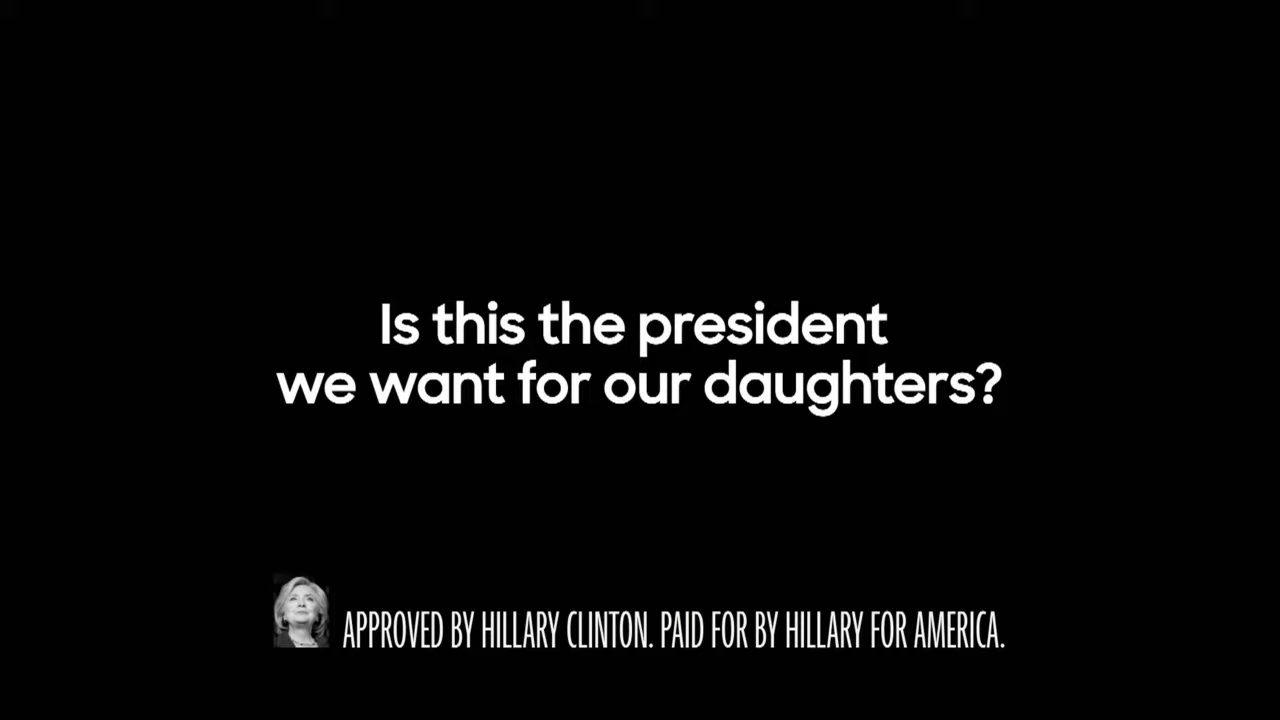 Is this the president
we want for our daughters?
APPROVED BY HILLARY CLINTON. PAID FOR BY HILLARY FOR AMERICA.